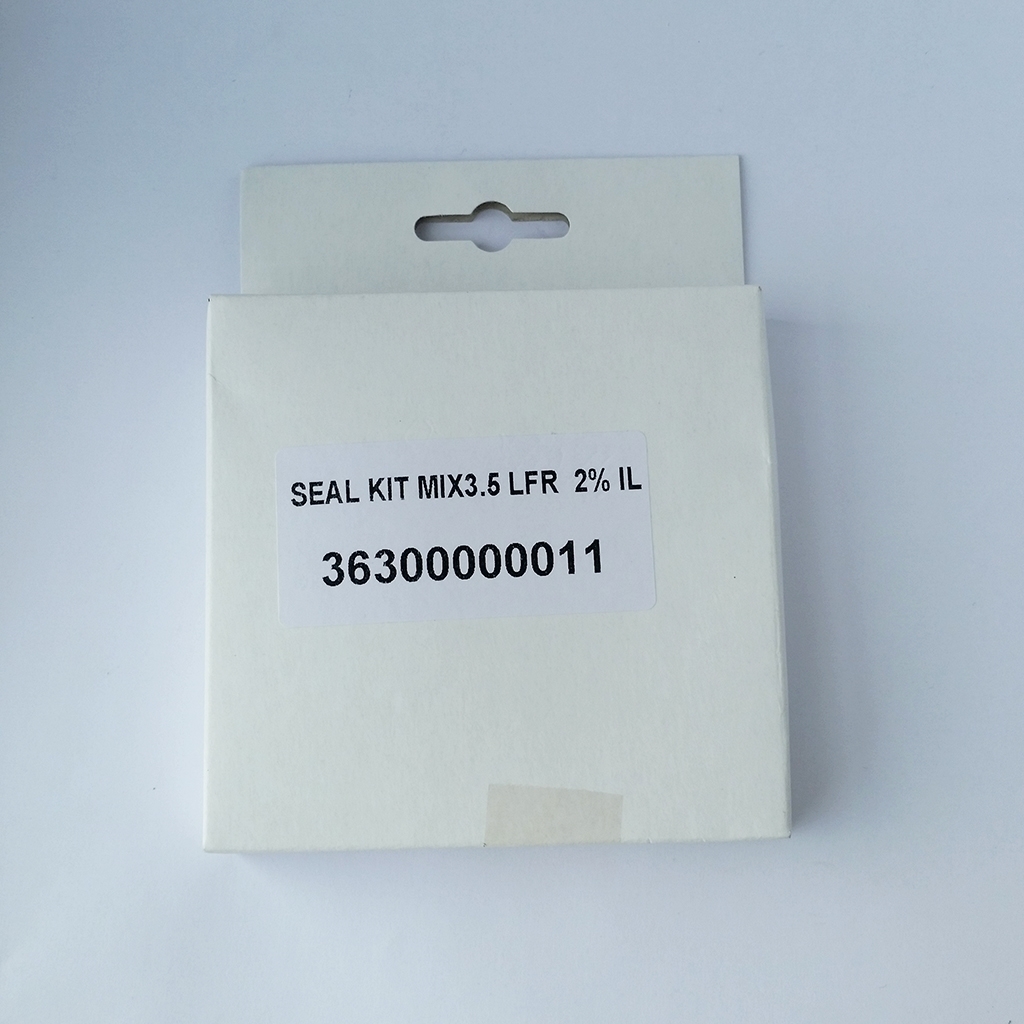 SEAL KIT MIX3.5 LFR  2% IL
36300000011